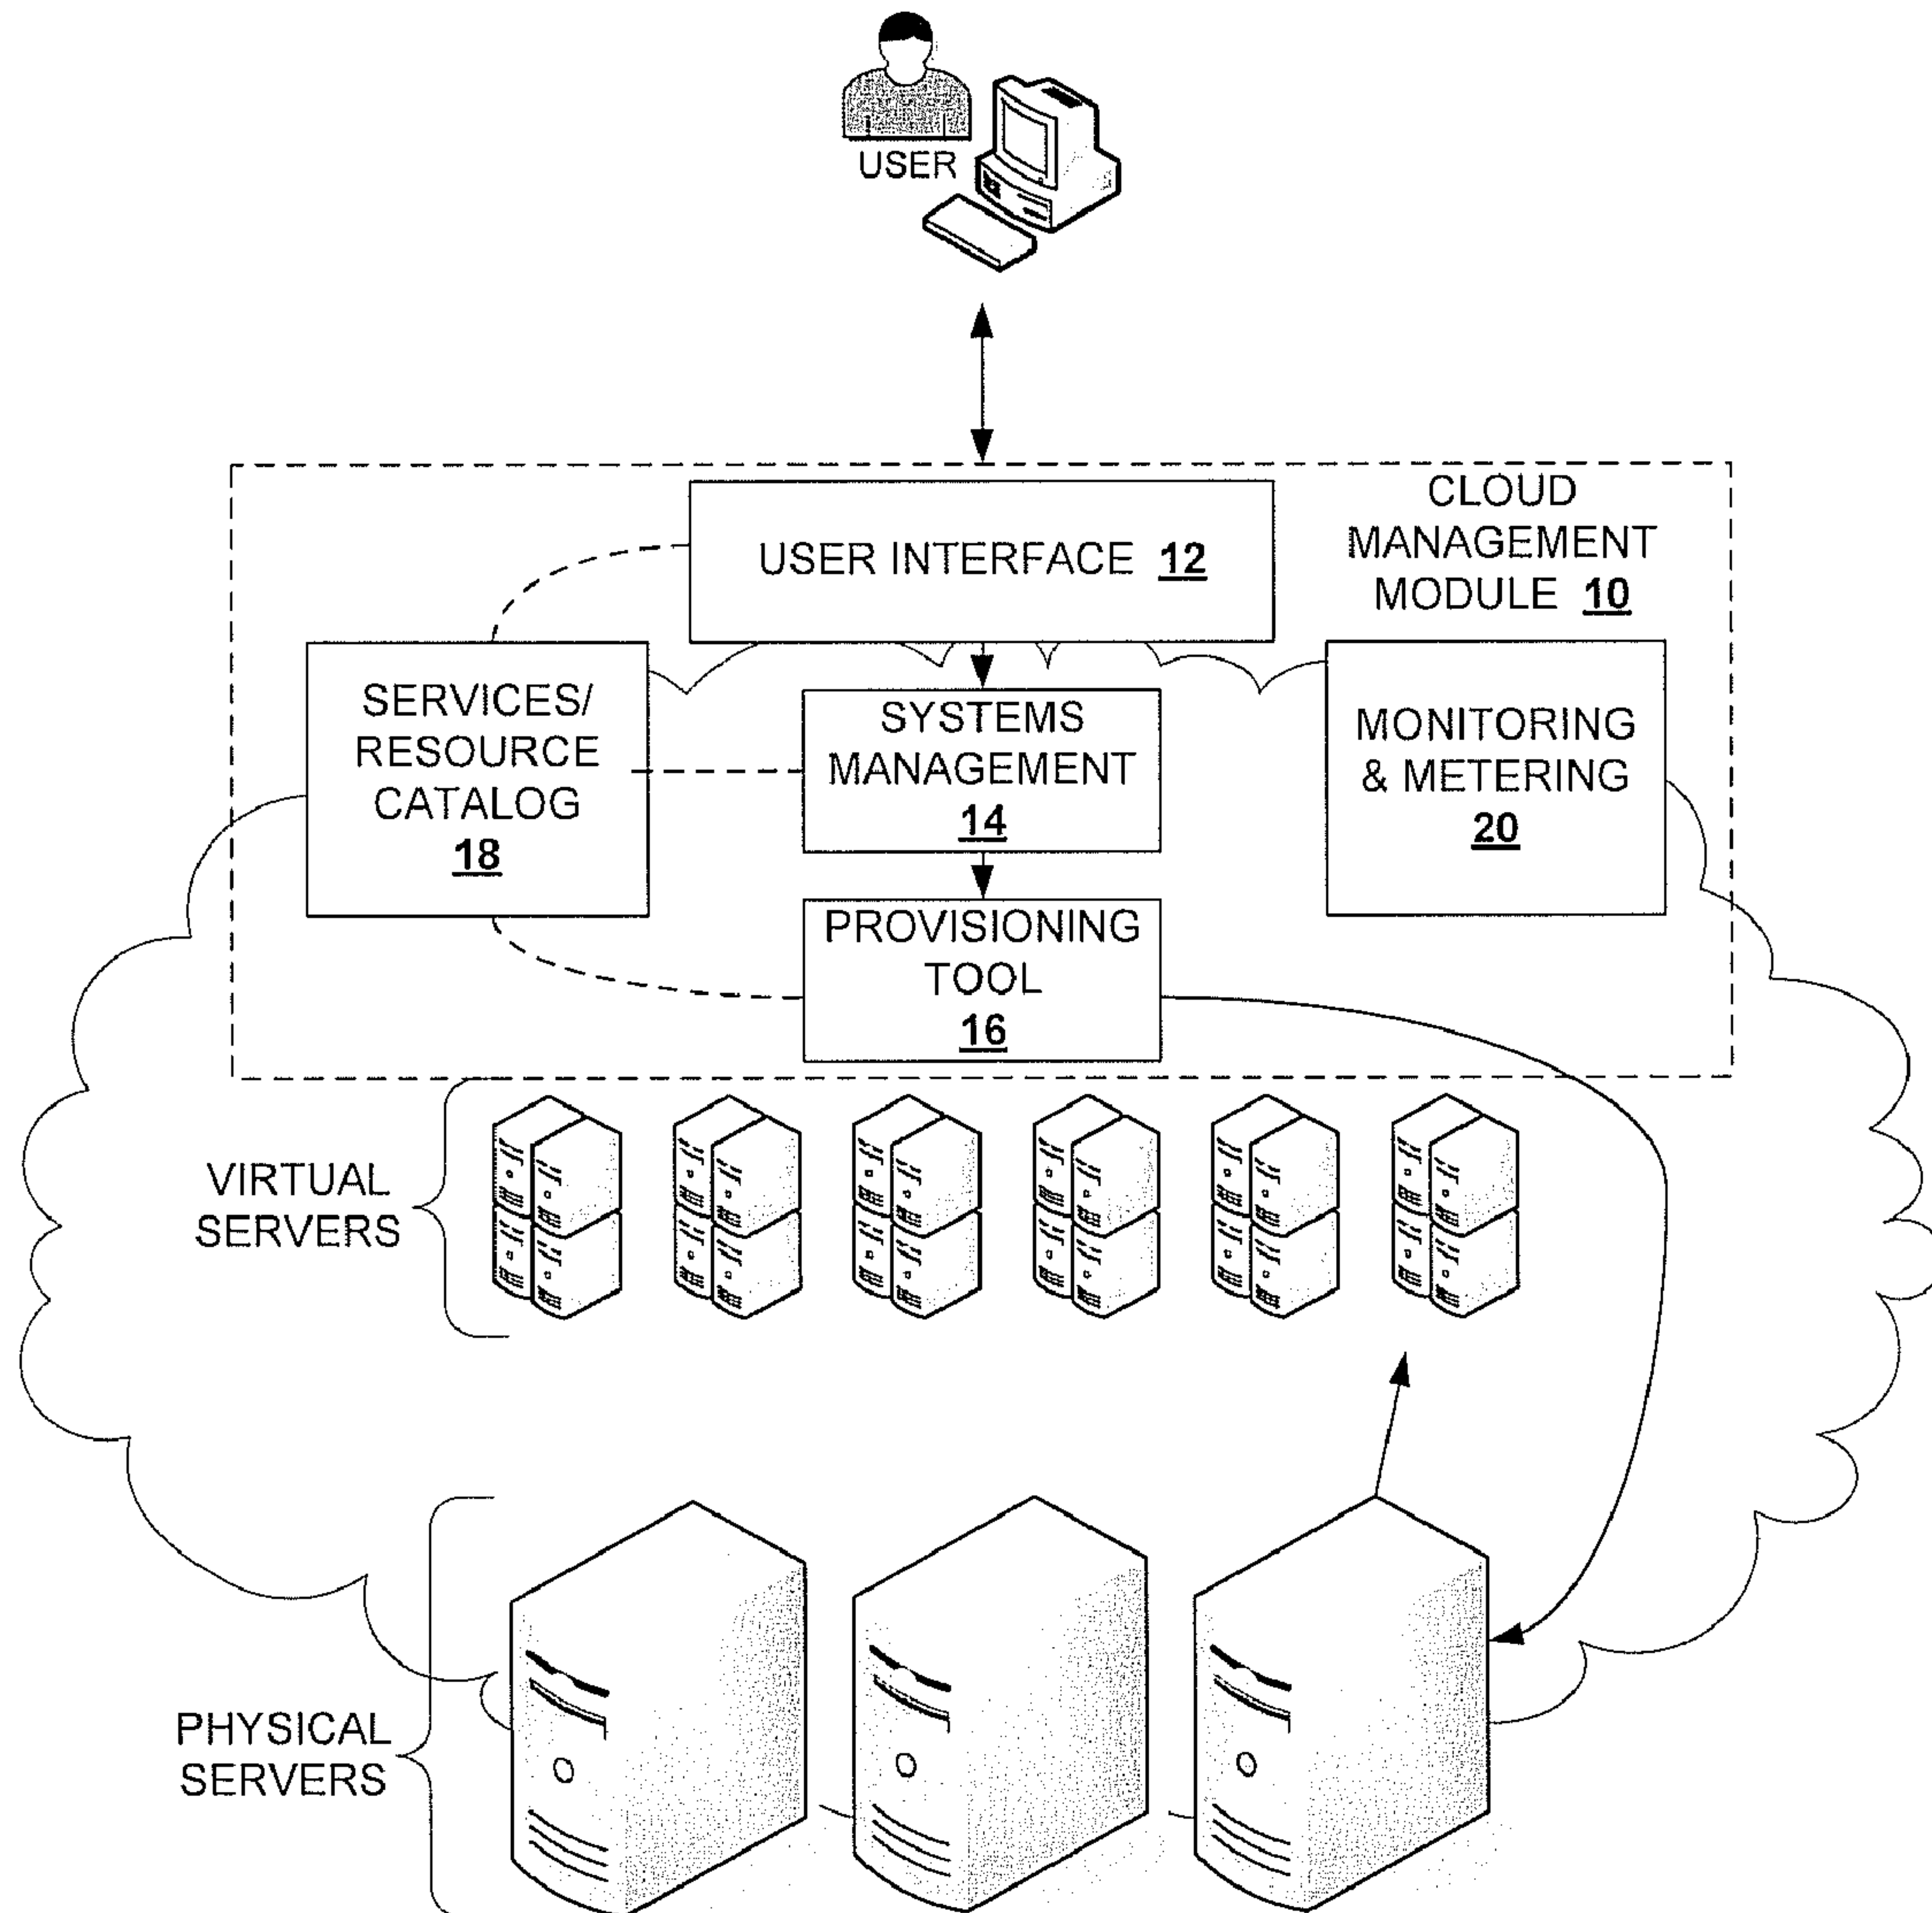 USER
USER INTERFACE 12
CLOUD
MANAGEMENT
MODULE 10
SERVICES/
RESOURCE
CATALOG
18
SYSTEMS
MANAGEMENT
14
MONITORING
& METERING
20
PROVISIONING
TOOL
16
VIRTUAL
SERVERS
PHYSICAL
SERVERS